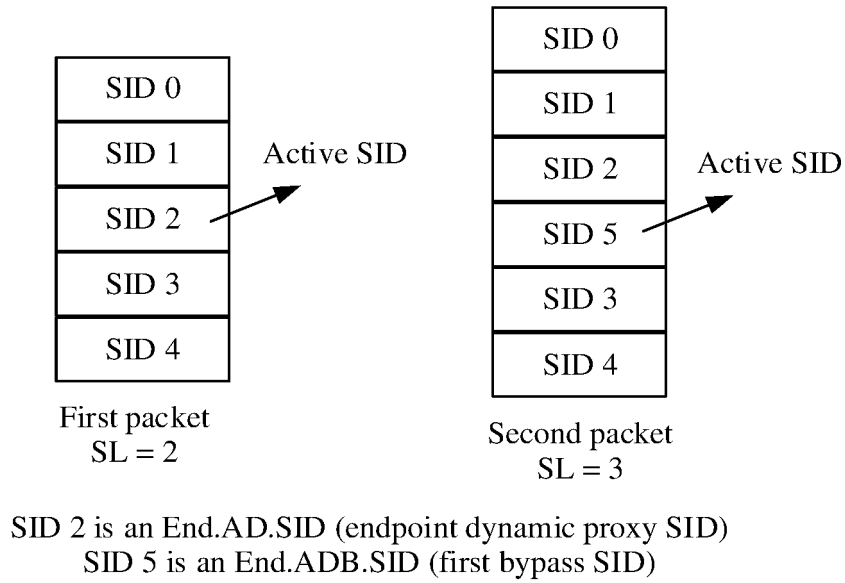 SID 0
SID 1
SID 2
SID 3
SID 4
Active SID
First packet
SL = 2
SID 0
SID 1
SID 2
SID 5
SID 3
SID 4
Active SID
Second packet
SL = 3
SID 2 is an End.AD.SID (endpoint dynamic proxy SID)
SID 5 is an End.ADB.SID (first bypass SID)